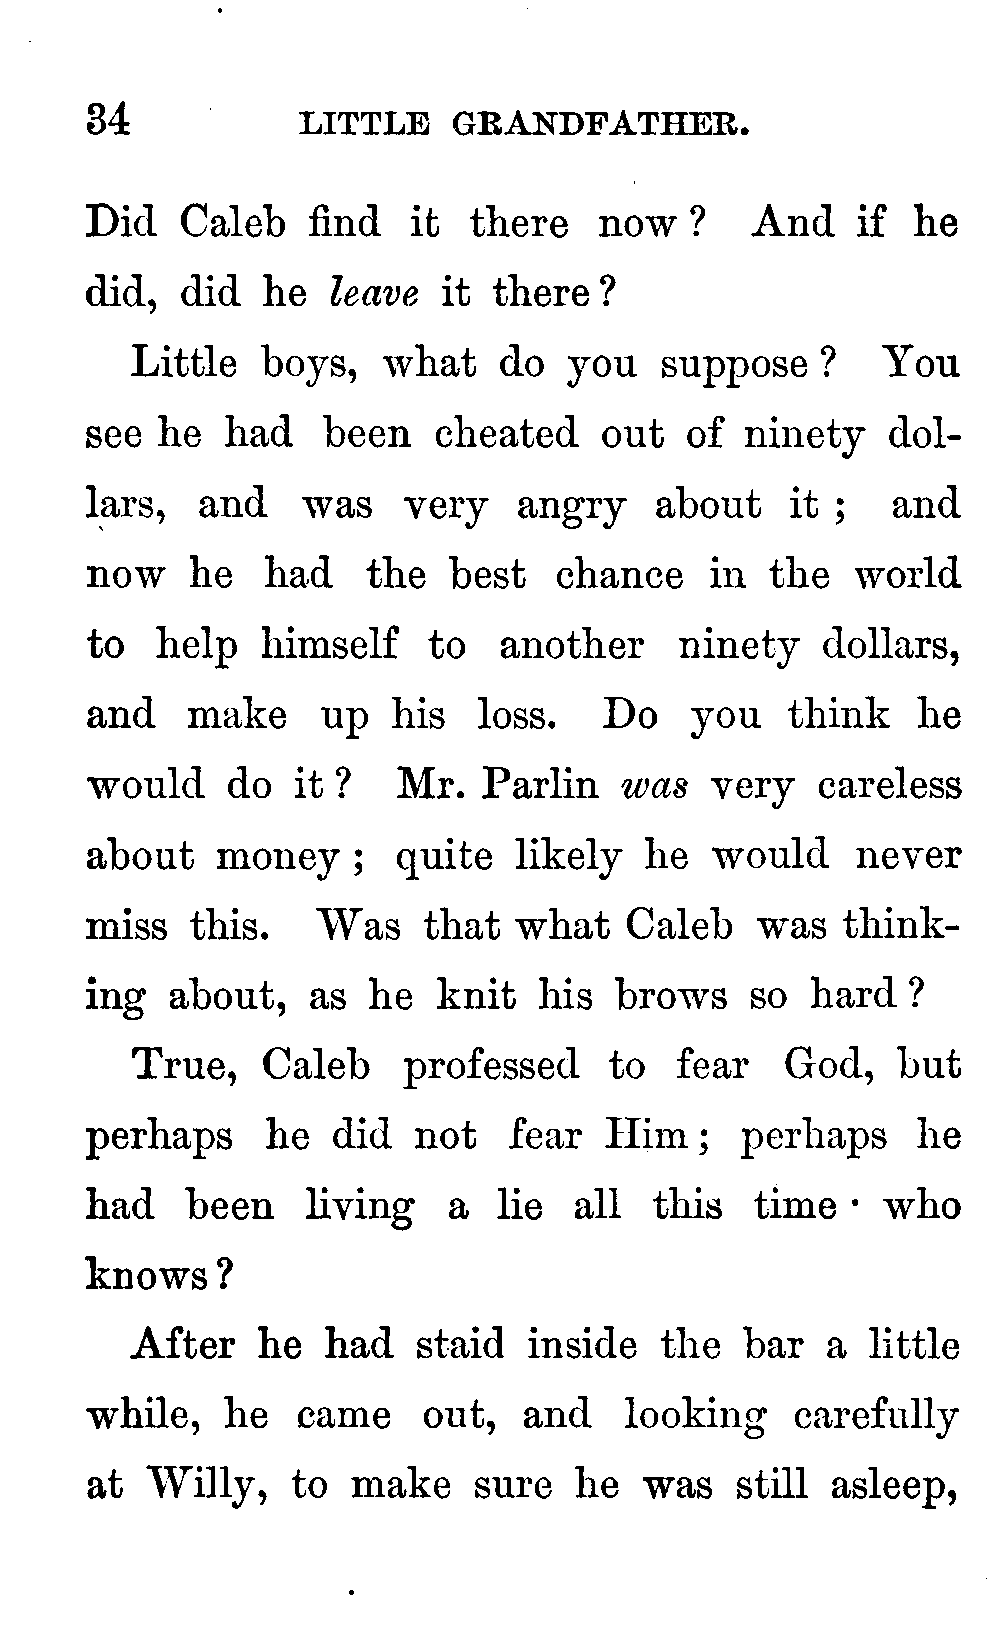 34 LITTLE GRANDFATHER.
Did Caleb find it there now? And if he
did, did he leave it there?
Little boys, what do you suppose? You
see he had been cheated out of ninety dol-
lars, and was very angry about it; and
now he had the best chance in the world
to help himself to another ninety dollars,
and make up his loss. Do you think he
would do it? Mr. Parlin was very careless
about money; quite likely he would never
miss this. Was that what Caleb was think-
ing about, as he knit his brows so hard?
True, Caleb professed to fear God, but
perhaps he did not fear Him; perhaps he
had been living a lie all this time · who
knows?
After he had staid inside the bar a little
while, he came out, and looking carefully
at Willy, to make sure he was still asleep,